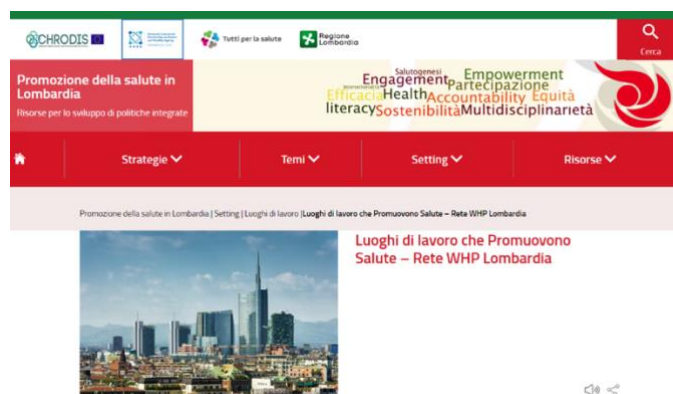 CHRODIS
Tutti per la salute
Regione
Lombardia
Cerca
Promozione della salute in
Lombardia
Risorse per lo sviluppo di politiche integrate
Salutogenesi
Engagement Empowerment
Partecipazione
Efficacia Health Accountability Equità
literacy Sostenibilità Multidisciplinarietà
Strategie
Temi
Setting
Risorse
Promozione della salute in Lombardia | Setting | Luoghi di lavoro |Luoghi di lavoro che Promuovono Salute – Rete WHP Lombardia
Luoghi di lavoro che Promuovono
Salute – Rete WHP Lombardia